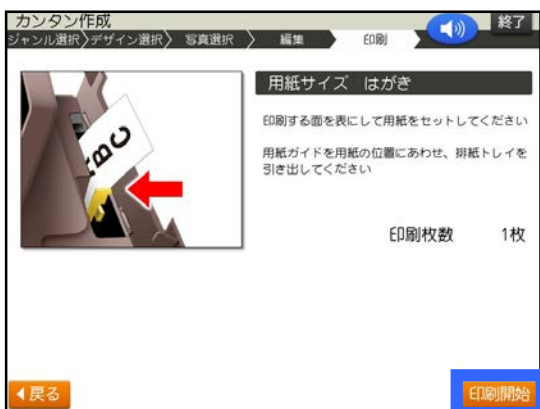 カンタン作成
終了
ジャンル選択〉デザイン選択〉 写真選択 〉 編集 〉 印刷
用紙サイズ はがき
印刷する面を表にして用紙をセットしてください
用紙ガイドを用紙の位置にあわせ、排紙トレイを
引き出してください
ABC
印刷枚数 1枚
戻る
印刷開始